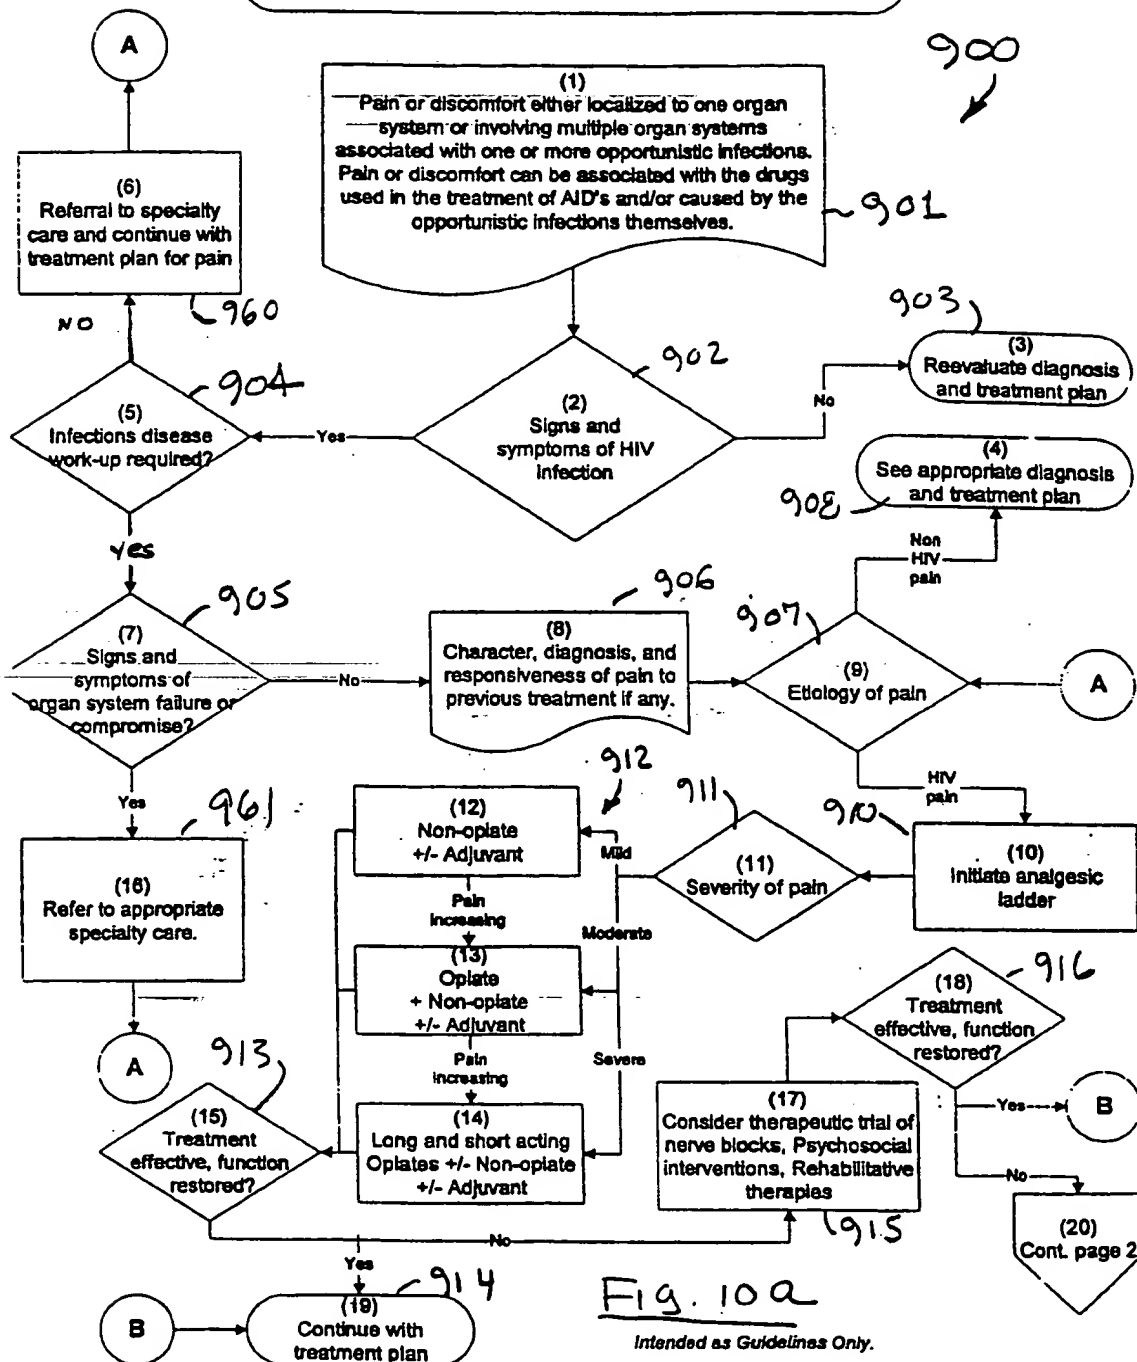 A
900
(1)
Pain or discomfort either localized to one organ
system or involving multiple organ systems
associated with one or more opportunistic infections.
Pain or discomfort can be associated with the drugs
used in the treatment of AID's and/or caused by the
opportunistic infections themselves.
901
(6)
Referral to specialty
care and continue with
treatment plan for pain
960
NO
903
(3)
Reevaluate diagnosis
and treatment plan
902
(2)
Signs and
symptoms of HIV
infection
No
Yes
904
(5)
Infections disease
work-up required?
(4)
See appropriate diagnosis
and treatment plan
908
Non
HIV
pain
yes
905
(7)
Signs and
symptoms of
organ system failure or
compromise?
No
906
(8)
Character, diagnosis, and
responsiveness of pain to
previous treatment if any.
907
(9)
Etiology of pain
A
HIV
pain
Yes
961
(16)
Refer to appropriate
specialty care.
A
912
(12)
Non-opiate
+/- Adjuvant
Pain
increasing
(13)
Opiate
+ Non-opiate
+/- Adjuvant
Pain
increasing
(14)
Long and short acting
Opiates +/- Non-opiate
+/- Adjuvant
Mild
Moderate
Severe
911
(11)
Severity of pain
910
(10)
Initiate analgesic
ladder
913
(15)
Treatment
effective, function
restored?
No
Yes
(17)
Consider therapeutic trial of
nerve blocks, Psychosocial
interventions, Rehabilitative
therapies
915
916
(18)
Treatment
effective, function
restored?
Yes
B
No
(20)
Cont. page 2
B
914
(19)
Continue with
treatment plan
Fig. 10a
Intended as Guidelines Only.